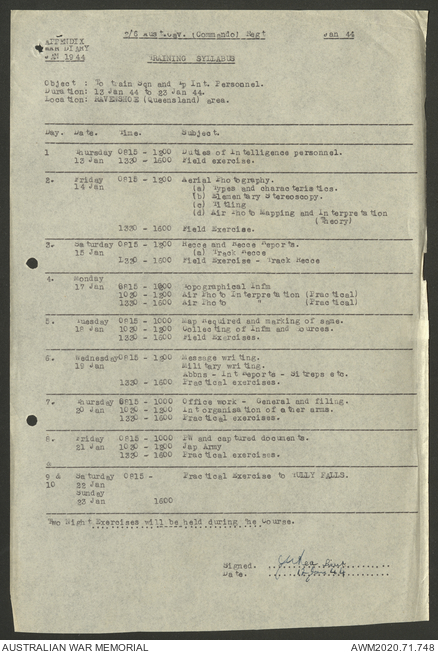 7/6 Aust.Cav. (Commando) Regt Jan 44
APPENDIX
WAR DIARY
JAN 1944
TRAINING SYLLABUS
Object : To train Sqn and Tp Int. Personnel.
Duration: 13 Jan 44 to 23 Jan 44.
Location: RAVENSHOE (Queensland) area.
Day. Date. Time. Subject.
1 Thursday 0815 - 1200 Duties of Intelligence personnel.
13 Jan 1330 - 1600 Field exercise.
2. Friday 0815 - 1200 Aerial Photography.
14 Jan (a) Types and characteristics.
(b) Elementary Stereoscopy.
(c) Titling
(d) Air Photo Mapping and Interpretation
(Theory)
1330 - 1600 Field Exercise.
3. Saturday 0815 - 1200 Recce and Recce Reports.
15 Jan (a) Track Recce
1330 - 1600 Field Exercise - Track Recce
4. Monday
17 Jan 0815 - 1000 Topographical Infm
1030 - 1200 Air Photo Interpretation (Practical)
1330 - 1600 Air Photo " (Practical)
5. Tuesday 0815 - 1000 Map Required and marking of same.
18 Jan 1030 - 1200 Collecting of Infm and sources.
1330 - 1600 Field Exercises.
6. Wednesday 0815 - 1200 Message writing.
19 Jan Military writing.
Abbns - Int Reports - Sitreps etc.
1330 - 1600 Practical exercises.
7. Thursday 0815 - 1000 Office work - General and filing.
20 Jan 1030 - 1200 Int organisation of other arms.
1330 - 1600 Practical exercises.
8. Friday 0815 - 1000 PW and captured documents.
21 Jan 1030 - 1200 Jap Army
1330 - 1600 Practical exercises.
9 & Saturday 0815 - Practical Exercise to TULLY FALLS.
10 22 Jan
Sunday
23 Jan 1600
Two Night Exercises will be held during the Course.
Signed.
Date.
AUSTRALIAN WAR MEMORIAL AWM2020.71.748